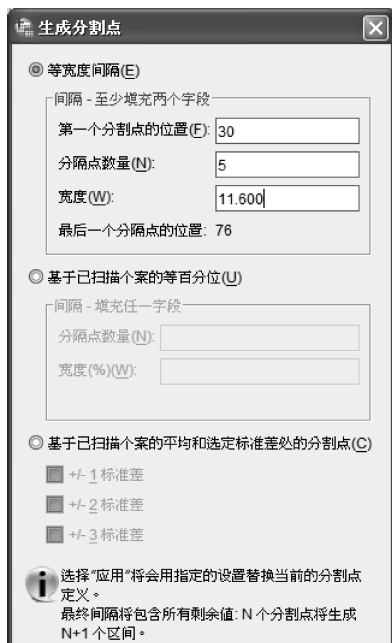 生成分割点
等宽度间隔(E)
间隔 - 至少填充两个字段
第一个分割点的位置(F): 30
分隔点数量(N): 5
宽度(W): 11.600
最后一个分隔点的位置: 76
基于已扫描个案的等百分位(U)
间隔 - 填充任一字段
分隔点数量(N):
宽度(%)(W):
基于已扫描个案的平均和选定标准差处的分割点(C)
+/- 1 标准差
+/- 2 标准差
+/- 3 标准差
选择"应用"将会用指定的设置替换当前的分割点
定义。
最终间隔将包含所有剩余值: N 个分割点将生成
N+1 个区间。